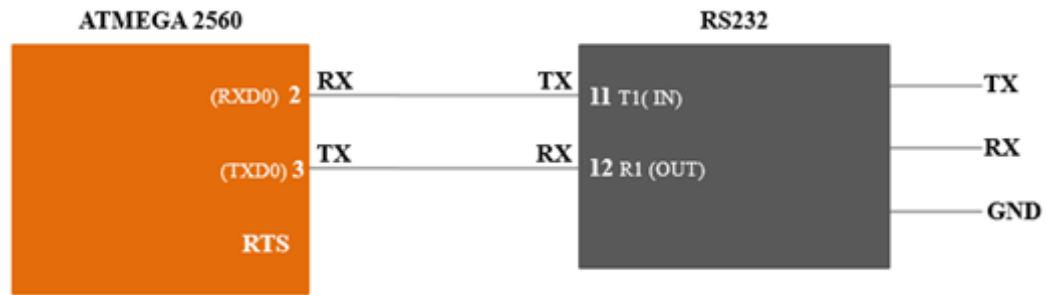 ATMEGA 2560
RS232
(RXD0) 2 RX TX 11 T1( IN) TX
(TXD0) 3 TX RX 12 R1 (OUT) RX
RTS GND